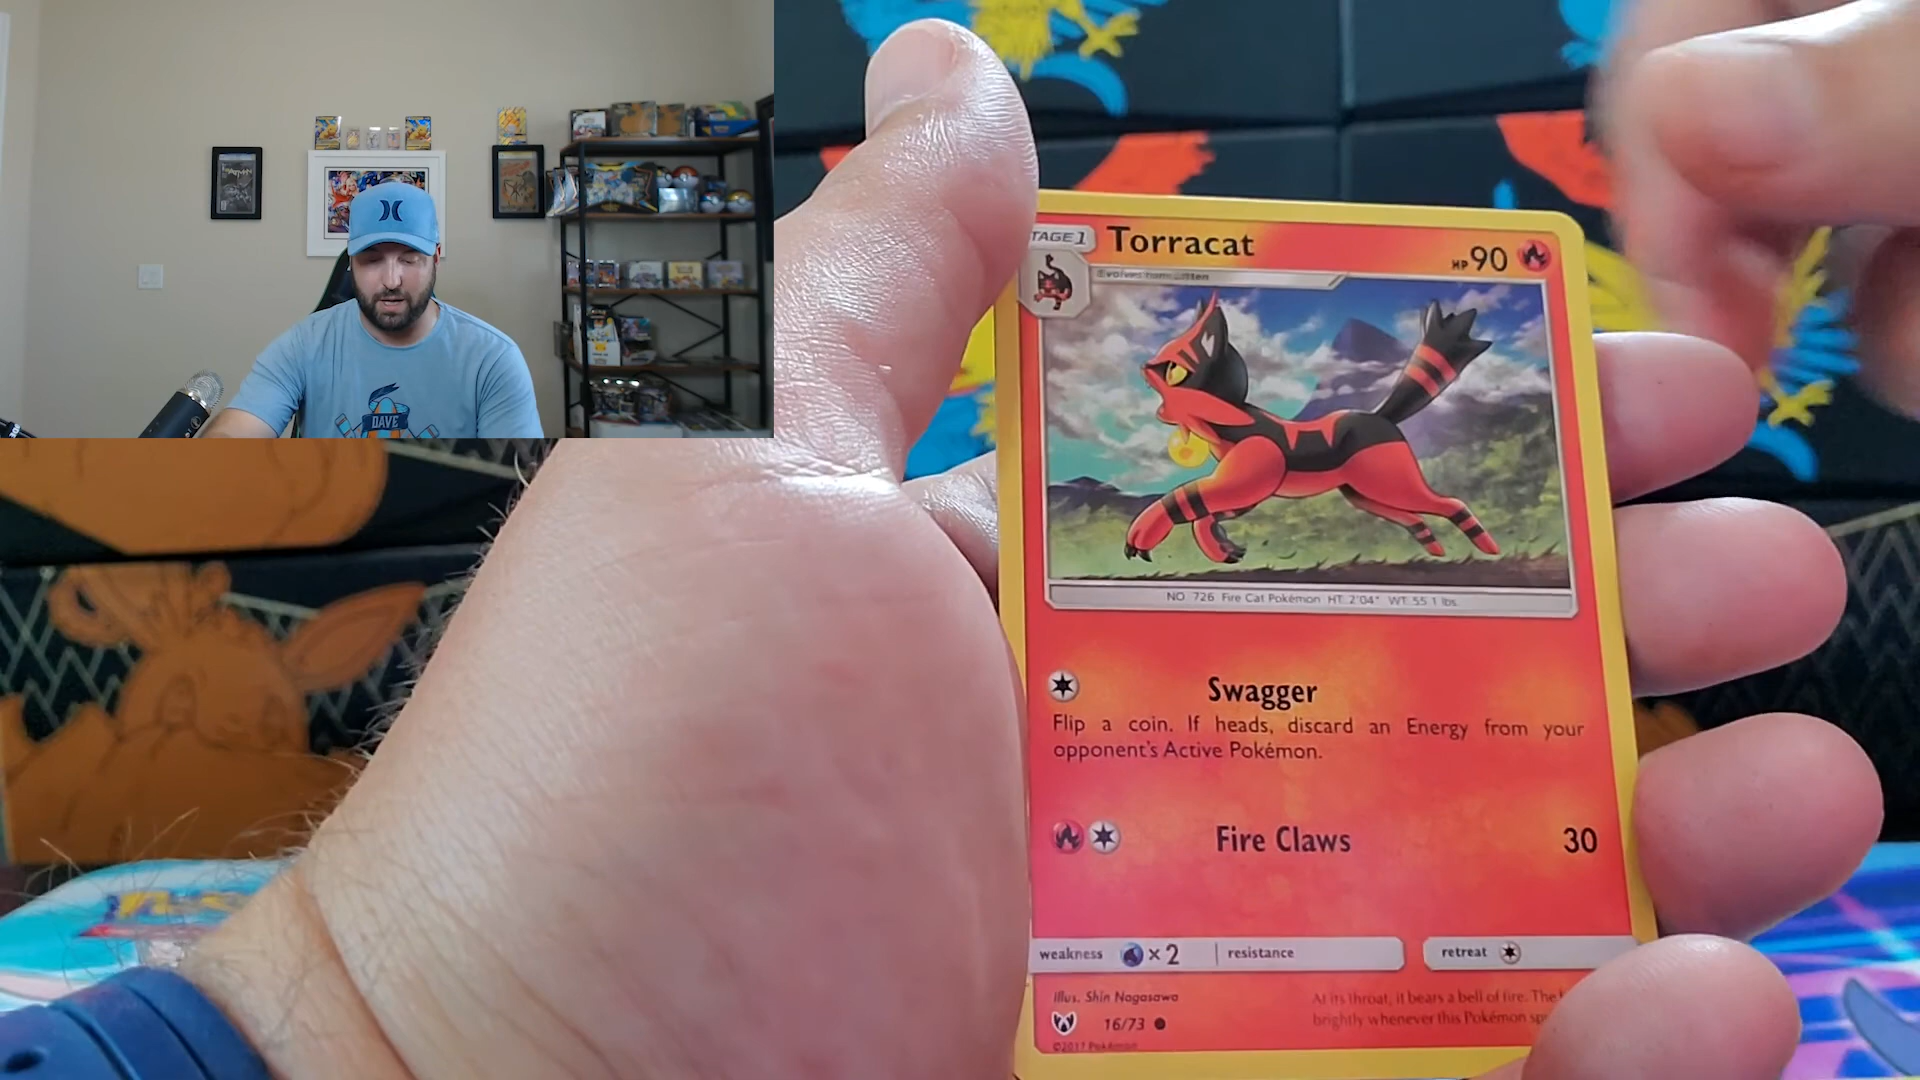 DAVE
STAGE 1
Torracat
HP 90
Evolves from Litten
NO. 726 Fire Cat Pokémon HT: 2'04" WT: 55.1 lbs.
Swagger
Flip a coin. If heads, discard an Energy from your
opponent's Active Pokémon.
Fire Claws 30
weakness ×2 resistance retreat
Illus. Shin Nagasawa
16/73
©2017 Pokémon
At its throat, it bears a bell of fire. The
brightly whenever this Pokémon